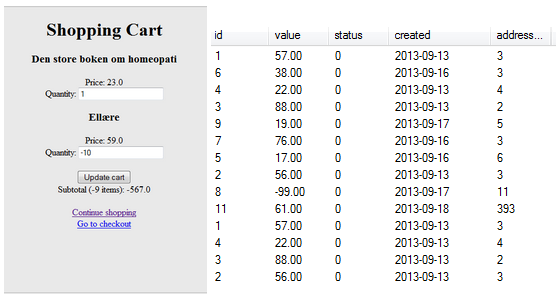 Shopping Cart
Den store boken om homeopati
Price: 23.0
Quantity: 1
Ellære
Price: 59.0
Quantity: -10
Update cart
Subtotal (-9 items): -567.0
Continue shopping
Go to checkout
id value status created address...
1 57.00 0 2013-09-13 3
6 38.00 0 2013-09-16 3
4 22.00 0 2013-09-13 4
3 88.00 0 2013-09-13 2
9 19.00 0 2013-09-17 5
7 76.00 0 2013-09-16 3
5 17.00 0 2013-09-16 6
2 56.00 0 2013-09-13 3
8 -99.00 0 2013-09-17 11
11 61.00 0 2013-09-18 393
1 57.00 0 2013-09-13 3
4 22.00 0 2013-09-13 4
3 88.00 0 2013-09-13 2
2 56.00 0 2013-09-13 3